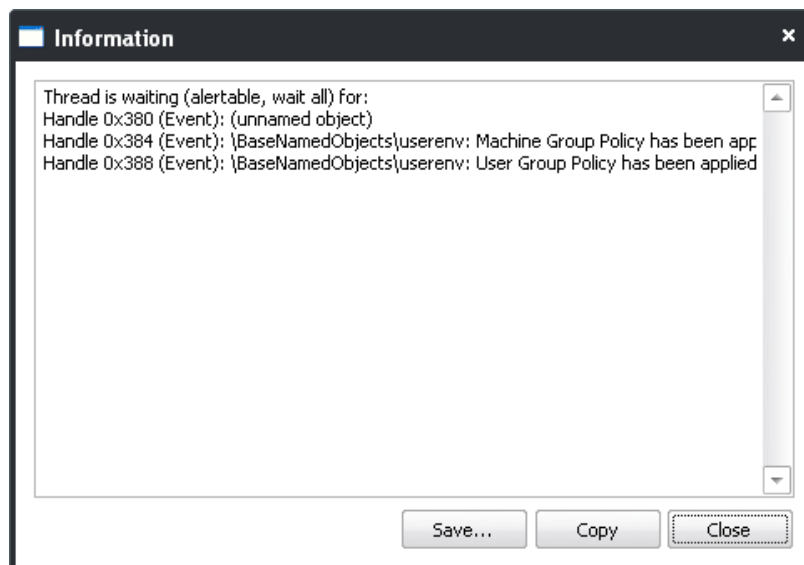 Information
Thread is waiting (alertable, wait all) for:
Handle 0x380 (Event): (unnamed object)
Handle 0x384 (Event): \BaseNamedObjects\userenv: Machine Group Policy has been app
Handle 0x388 (Event): \BaseNamedObjects\userenv: User Group Policy has been applied
Save...
Copy
Close